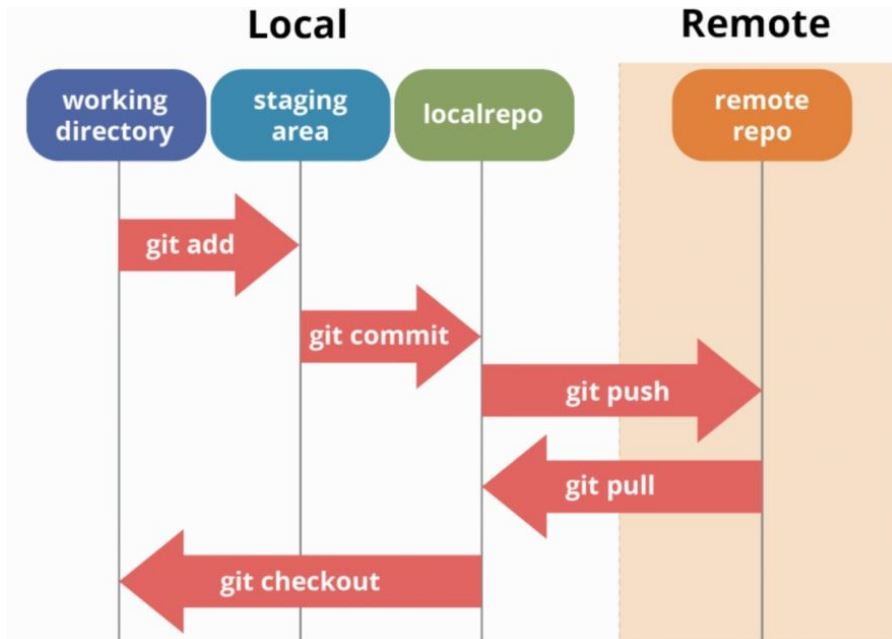 Local
Remote
working
directory
staging
area
localrepo
remote
repo
git add
git commit
git push
git pull
git checkout